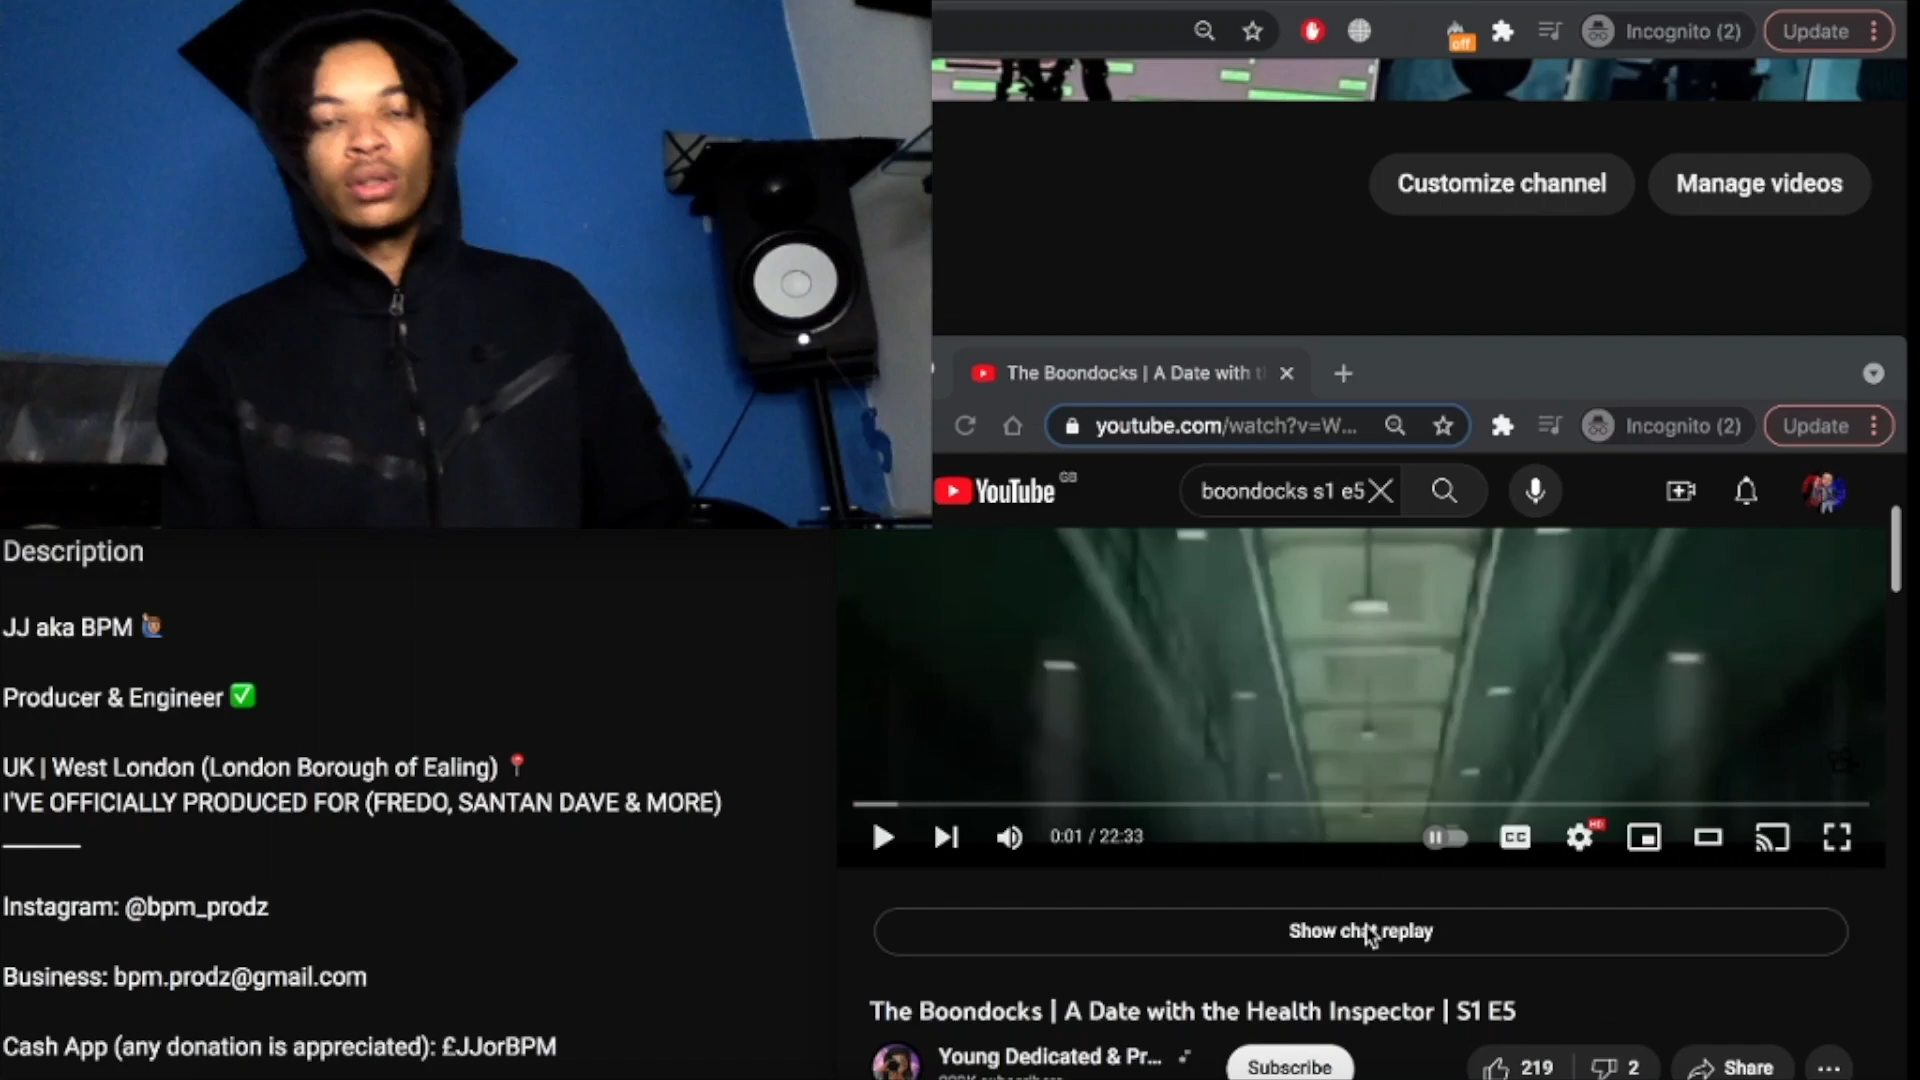 off
Incognito (2)
Update
Customize channel
Manage videos
The Boondocks | A Date with t
youtube.com/watch?v=W...
Incognito (2)
Update
YouTube GB
boondocks s1 e5
0:01 / 22:33
CC
HD
Show chat replay
The Boondocks | A Date with the Health Inspector | S1 E5
Young Dedicated & Pr...
Subscribe
219
2
Share
Description
JJ aka BPM
Producer & Engineer
UK | West London (London Borough of Ealing)
I'VE OFFICIALLY PRODUCED FOR (FREDO, SANTAN DAVE & MORE)
Instagram: @bpm_prodz
Business: bpm.prodz@gmail.com
Cash App (any donation is appreciated): £JJorBPM